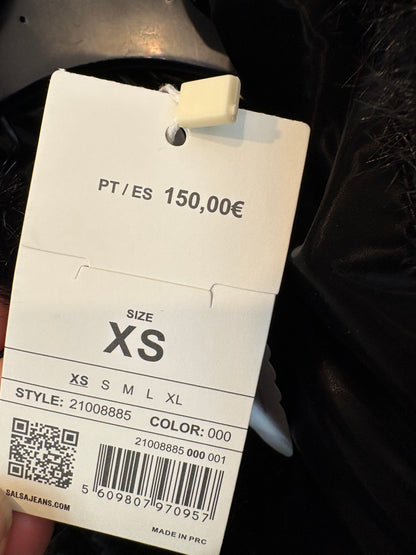 PT / ES 150,00€
SIZE
XS
XS S M L XL
STYLE: 21008885 COLOR: 000
21008885 000 001
5 609807 970957
SALSAJEANS.COM
MADE IN PRC